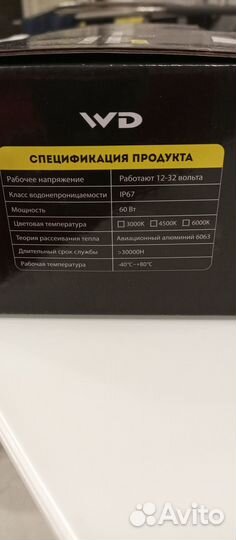 WD
СПЕЦИФИКАЦИЯ ПРОДУКТА
Рабочее напряжение Работают 12-32 вольта
Класс водонепроницаемости IP67
Мощность 60 Вт
Цветовая температура 3000K 4500K 6000K
Теория рассеивания тепла Авиационный алюминий 6063
Длительный срок службы >30000H
Рабочая температура -40℃~+80℃
Avito